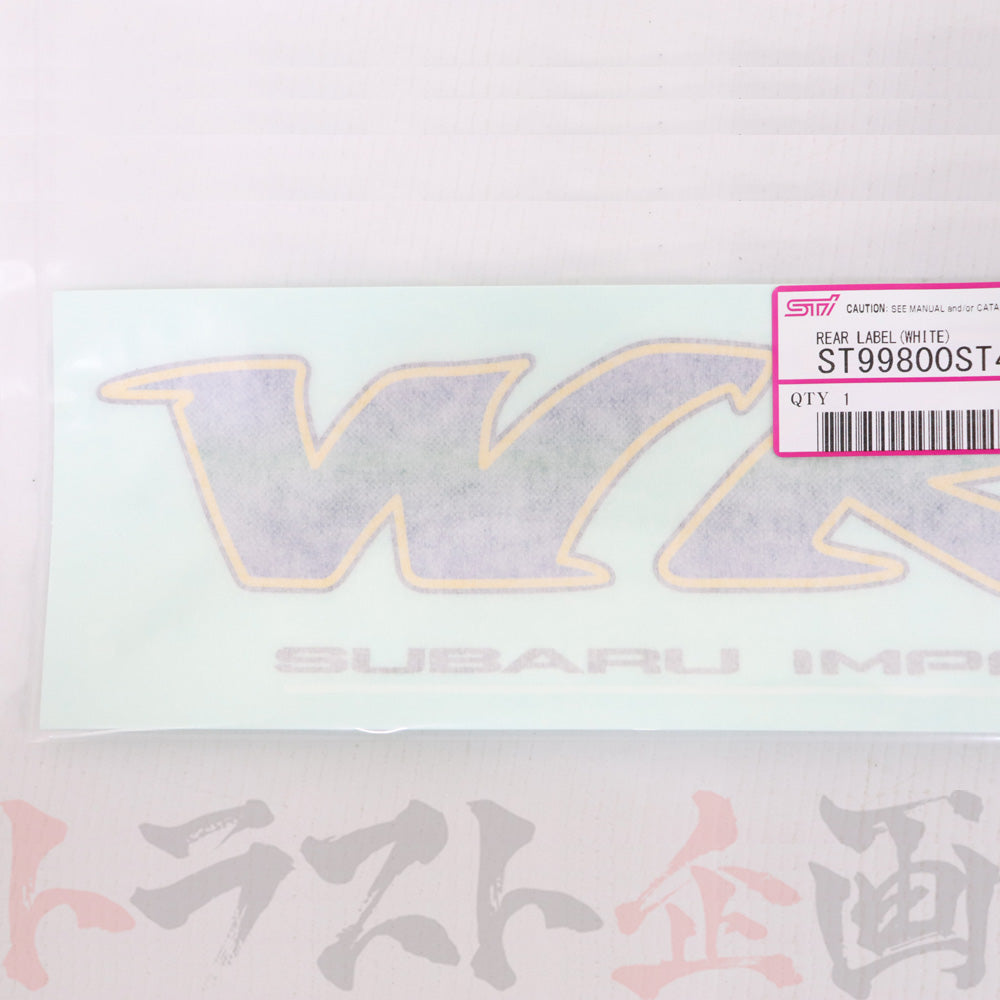 STi CAUTION: SEE MANUAL and/or CATA
REAR LABEL(WHITE)
ST99800ST4
QTY 1
WR
SUBARU IMP
トラスト企画